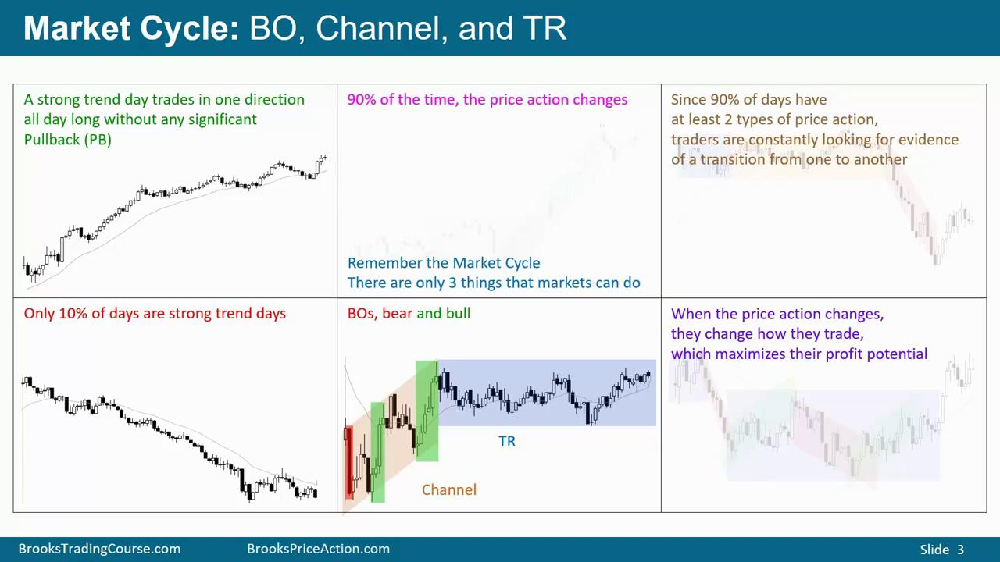 Market Cycle: BO, Channel, and TR
A strong trend day trades in one direction
all day long without any significant
Pullback (PB)
90% of the time, the price action changes
Remember the Market Cycle
There are only 3 things that markets can do
Since 90% of days have
at least 2 types of price action,
traders are constantly looking for evidence
of a transition from one to another
Only 10% of days are strong trend days
BOs, bear and bull
TR
Channel
When the price action changes,
they change how they trade,
which maximizes their profit potential
BrooksTradingCourse.com
BrooksPriceAction.com
Slide 3